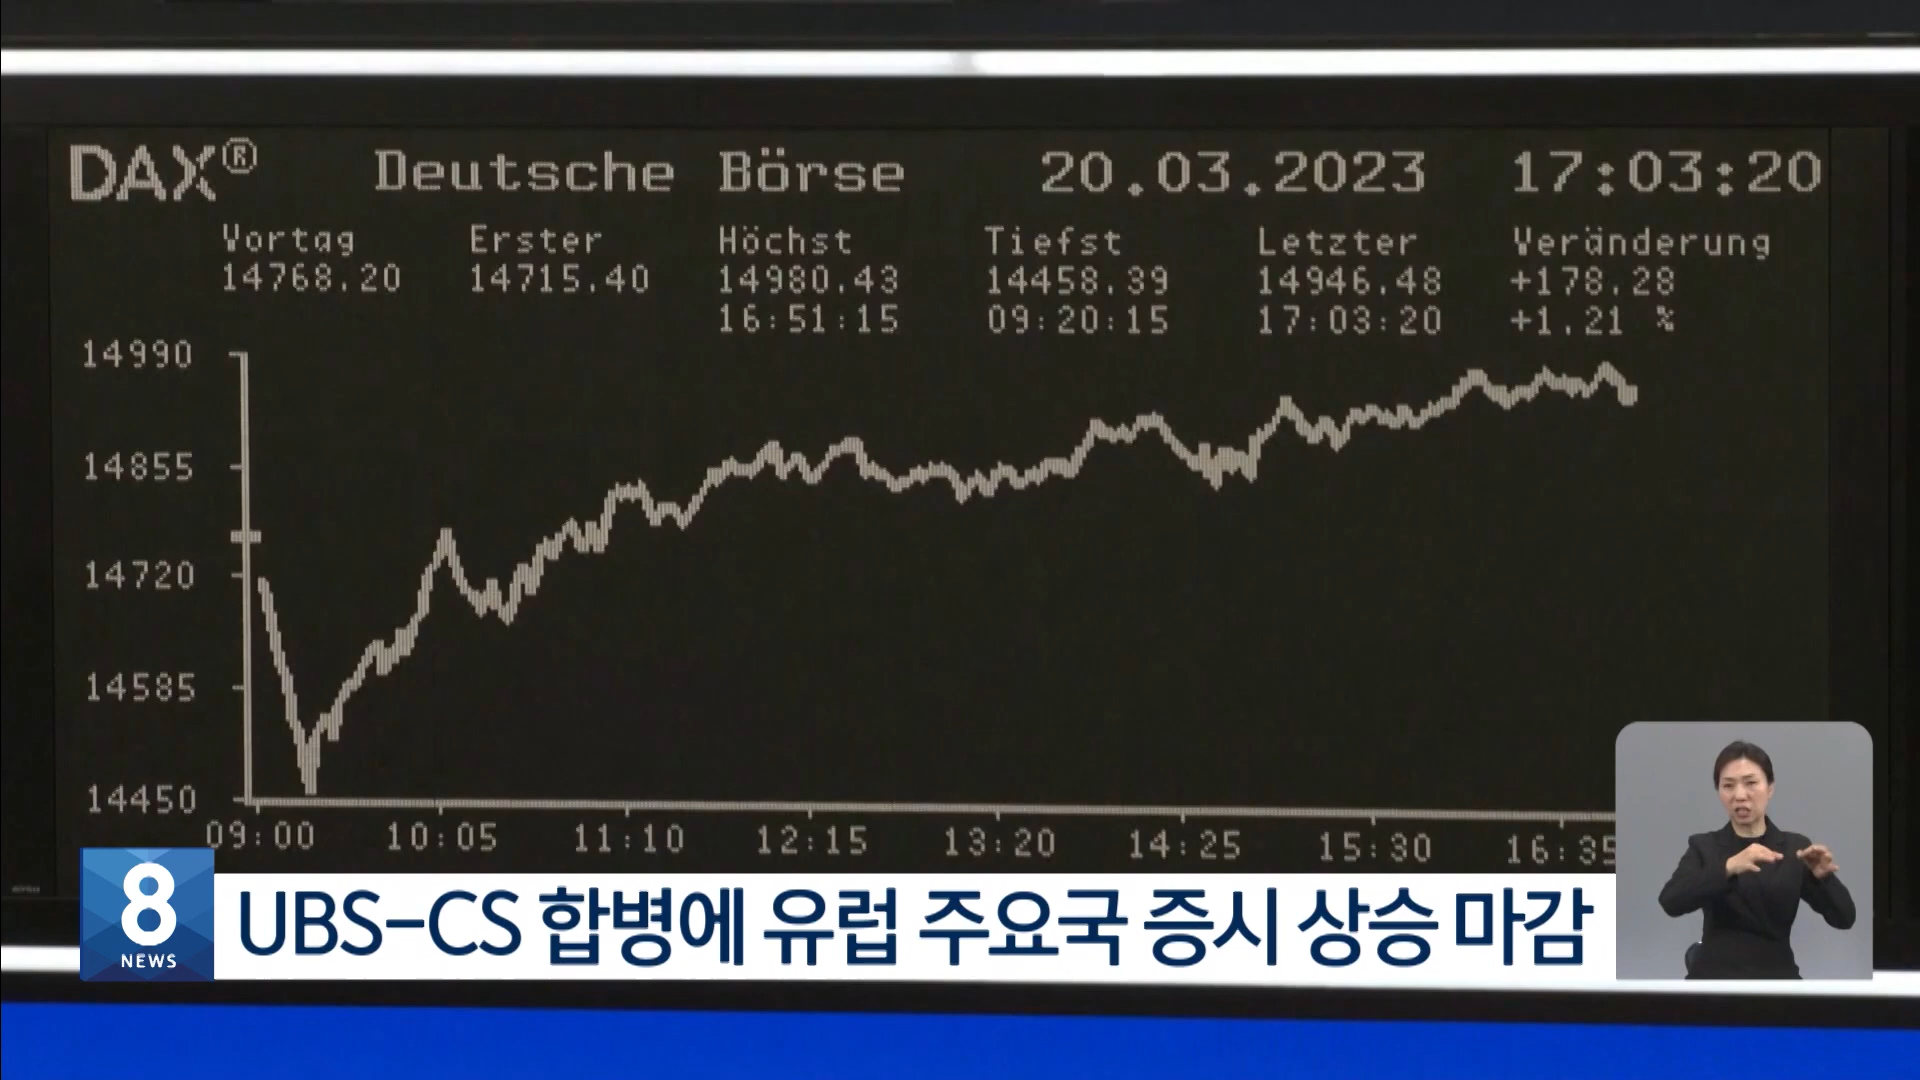 DAX® Deutsche Börse 20.03.2023 17:03:20
Vortag Erster Höchst Tiefst Letzter Veränderung
14768.20 14715.40 14980.43 14458.39 14946.48 +178.28
16:51:15 09:20:15 17:03:20 +1.21 %
14990
14855
14720
14585
14450
09:00 10:05 11:10 12:15 13:20 14:25 15:30 16:35
8 NEWS
UBS-CS 합병에 유럽 주요국 증시 상승 마감